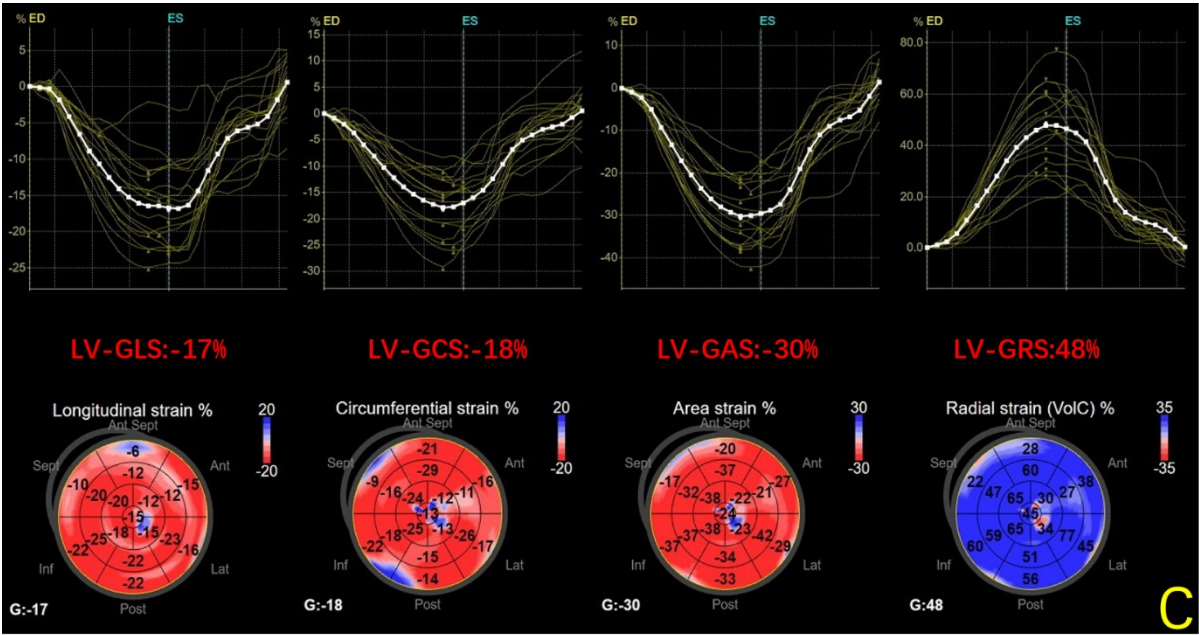 % ED ES
5
0
-5
-10
-15
-20
-25
% ED ES
15
10
5
0
-5
-10
-15
-20
-25
-30
% ED ES
10
0
-10
-20
-30
-40
% ED ES
80.0
60.0
40.0
20.0
0.0
LV-GLS:-17%
LV-GCS:-18%
LV-GAS:-30%
LV-GRS:48%
Longitudinal strain % 20
Ant Sept
-20
Sept Ant
-6
-10 -12 -15
-20 -20 -12 -12
-15
-22 -25 -18 -15 -23 -16
-22
-22
Inf Lat
Post
G:-17
Circumferential strain % 20
Ant Sept
-20
Sept Ant
-21
-29
-9 -16 -24 -12 -11 -16
-13
-22 -18 -25 -13 -26 -17
-15
-14
Inf Lat
Post
G:-18
Area strain % 30
Ant Sept
-30
Sept Ant
-20
-37
-17 -32 -38 -22 -21 -27
-24
-37 -37 -38 -23 -42 -29
-34
-33
Inf Lat
Post
G:-30
Radial strain (VolC) % 35
Ant Sept
-35
Sept Ant
28
60
22 47 65 30 27 38
45
60 59 65 34 77 45
51
56
Inf Lat
Post
G:48
C